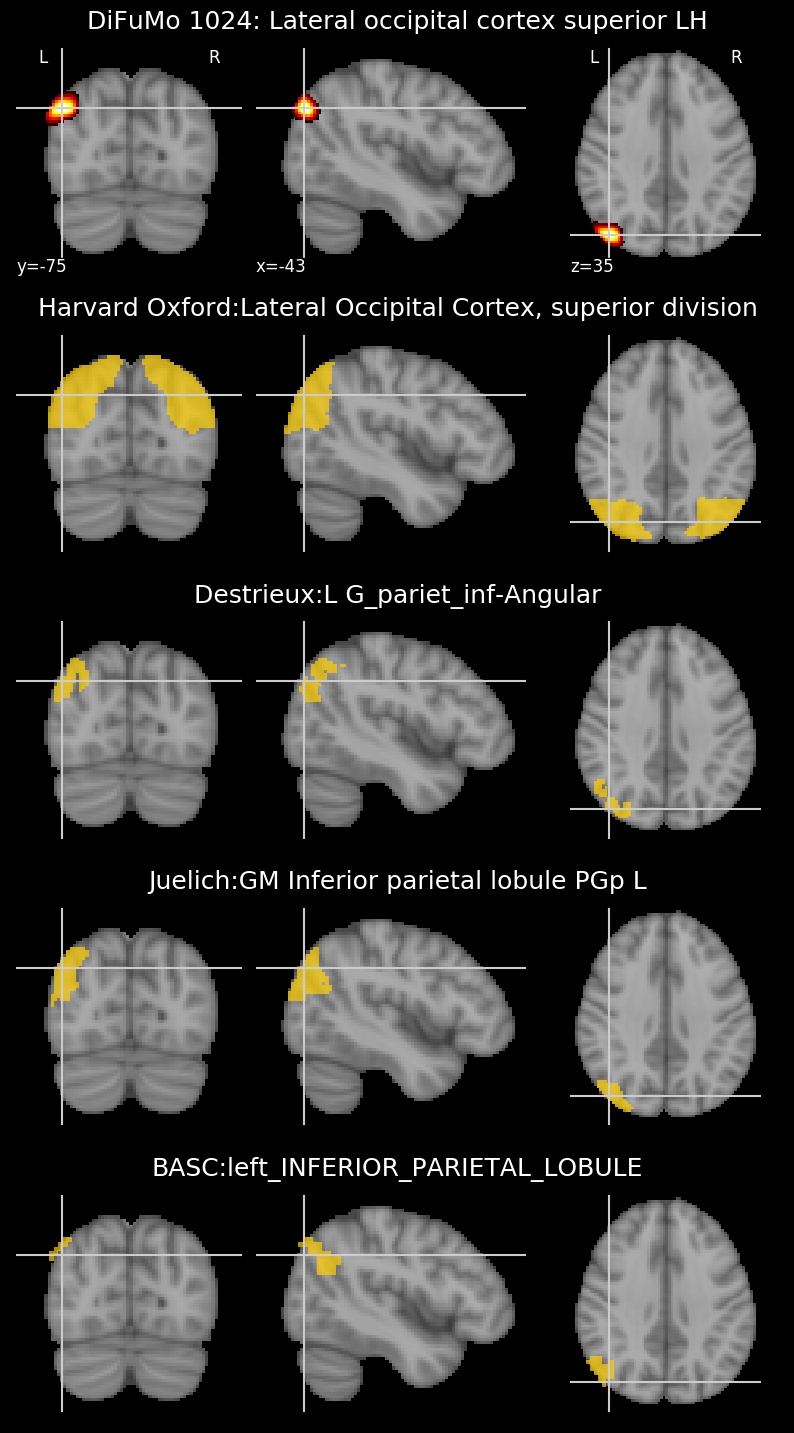 DiFuMo 1024: Lateral occipital cortex superior LH
L R L R
y=-75 x=-43 z=35
Harvard Oxford:Lateral Occipital Cortex, superior division
Destrieux:L G_pariet_inf-Angular
Juelich:GM Inferior parietal lobule PGp L
BASC:left_INFERIOR_PARIETAL_LOBULE